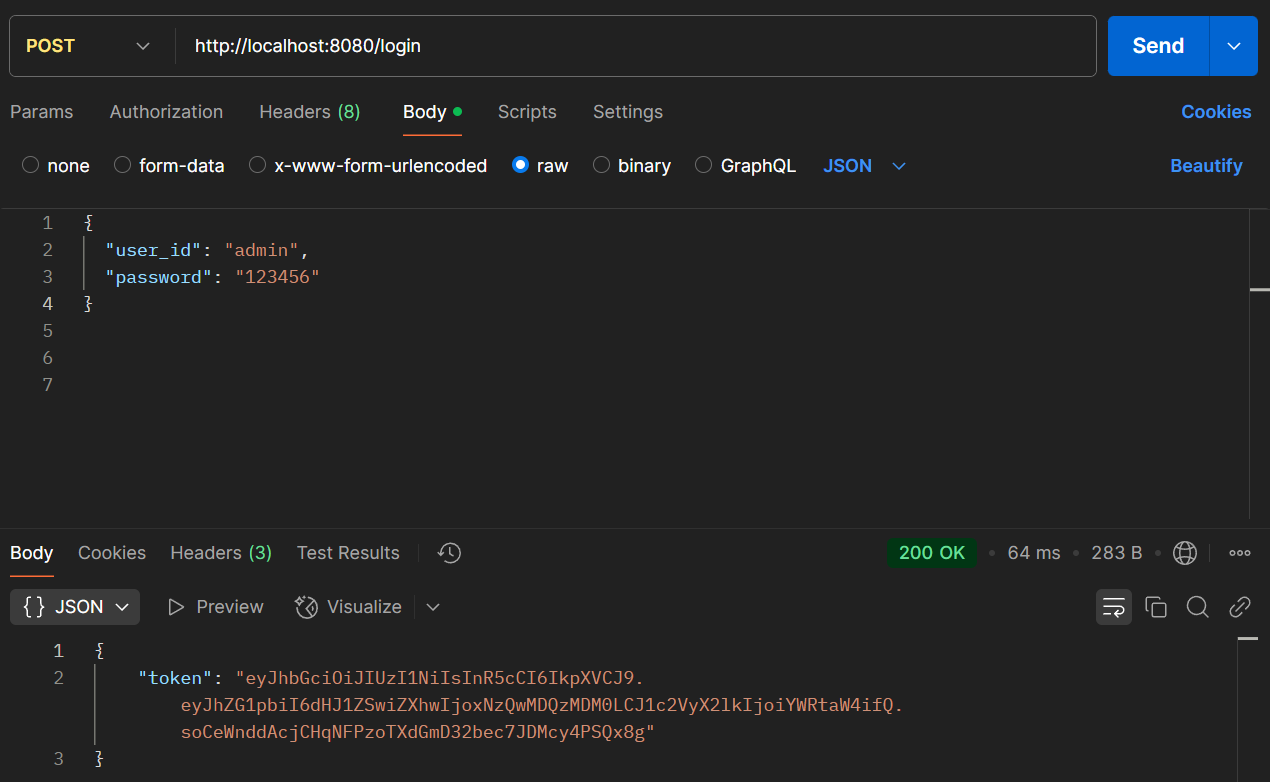 POST http://localhost:8080/login Send
Params Authorization Headers (8) Body Scripts Settings Cookies
none form-data x-www-form-urlencoded raw binary GraphQL JSON Beautify
1 {
2 "user_id": "admin",
3 "password": "123456"
4 }
5
6
7
Body Cookies Headers (3) Test Results 200 OK • 64 ms • 283 B •
{} JSON Preview Visualize
1 {
2 "token": "eyJhbGciOiJIUzI1NiIsInR5cCI6IkpXVCJ9.
eyJhZG1pbiI6dHJ1ZSwiZXhwIjoxNzQwMDQzMDM0LCJ1c2VyX2lkIjoiYWRtaW4ifQ.
soCeWnddAcjCHqNFPzoTXdGmD32bec7JDMcy4PSQx8g"
3 }